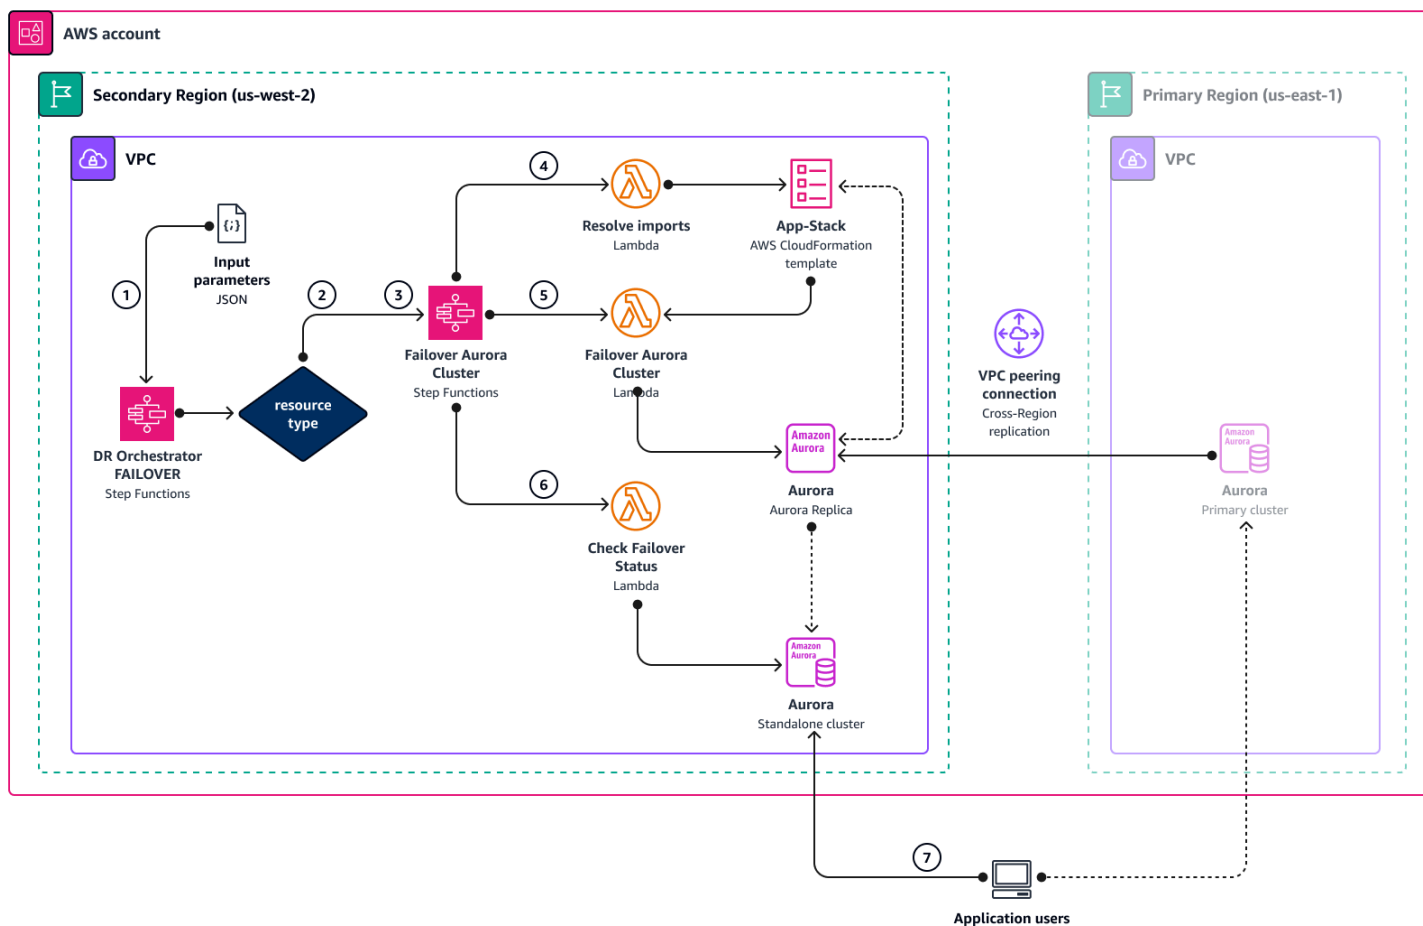 AWS account
Secondary Region (us-west-2)
Primary Region (us-east-1)
VPC
VPC
{;}
Input
parameters
JSON
1
2
3
4
5
6
7
DR Orchestrator
FAILOVER
Step Functions
resource
type
Failover Aurora
Cluster
Step Functions
Resolve imports
Lambda
App-Stack
AWS CloudFormation
template
Failover Aurora
Cluster
Lambda
Amazon
Aurora
Aurora
Aurora Replica
Check Failover
Status
Lambda
Amazon
Aurora
Aurora
Standalone cluster
VPC peering
connection
Cross-Region
replication
Amazon
Aurora
Aurora
Primary cluster
Application users